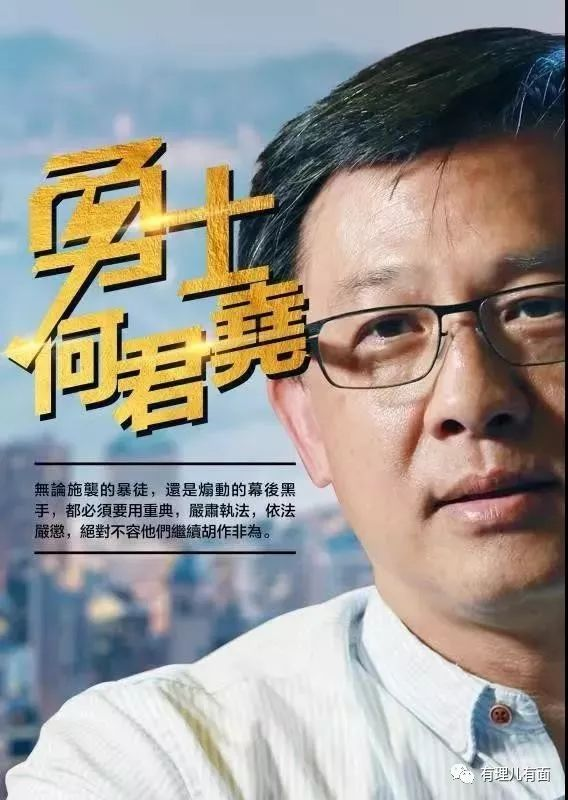 勇士
何君堯
無論施襲的暴徒，還是煽動的幕後黑
手，都必須要用重典，嚴肅執法，依法
嚴懲，絕對不容他們繼續胡作非為。
有理儿有面